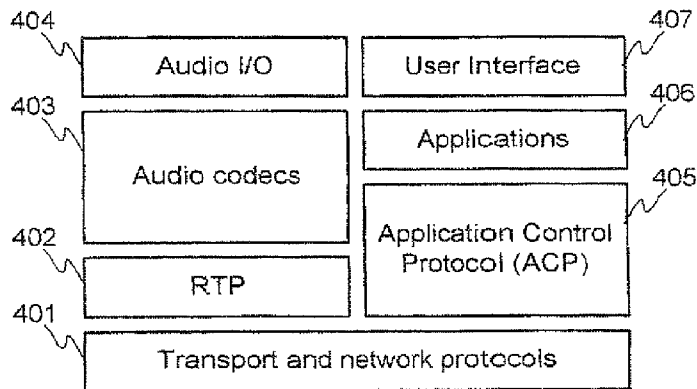 404
Audio I/O
User Interface
407
403
Audio codecs
Applications
406
405
Application Control
Protocol (ACP)
402
RTP
401
Transport and network protocols